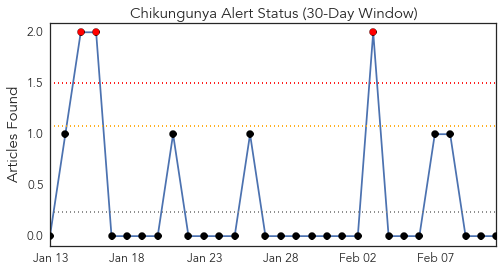 Chikungunya Alert Status (30-Day Window)
Articles Found
2.0
1.5
1.0
0.5
0.0
Jan 13 Jan 18 Jan 23 Jan 28 Feb 02 Feb 07